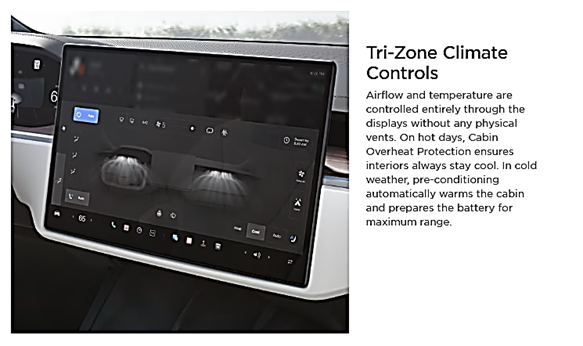 Tri-Zone Climate
Controls
Airflow and temperature are
controlled entirely through the
displays without any physical
vents. On hot days, Cabin
Overheat Protection ensures
interiors always stay cool. In cold
weather, pre-conditioning
automatically warms the cabin
and prepares the battery for
maximum range.
65